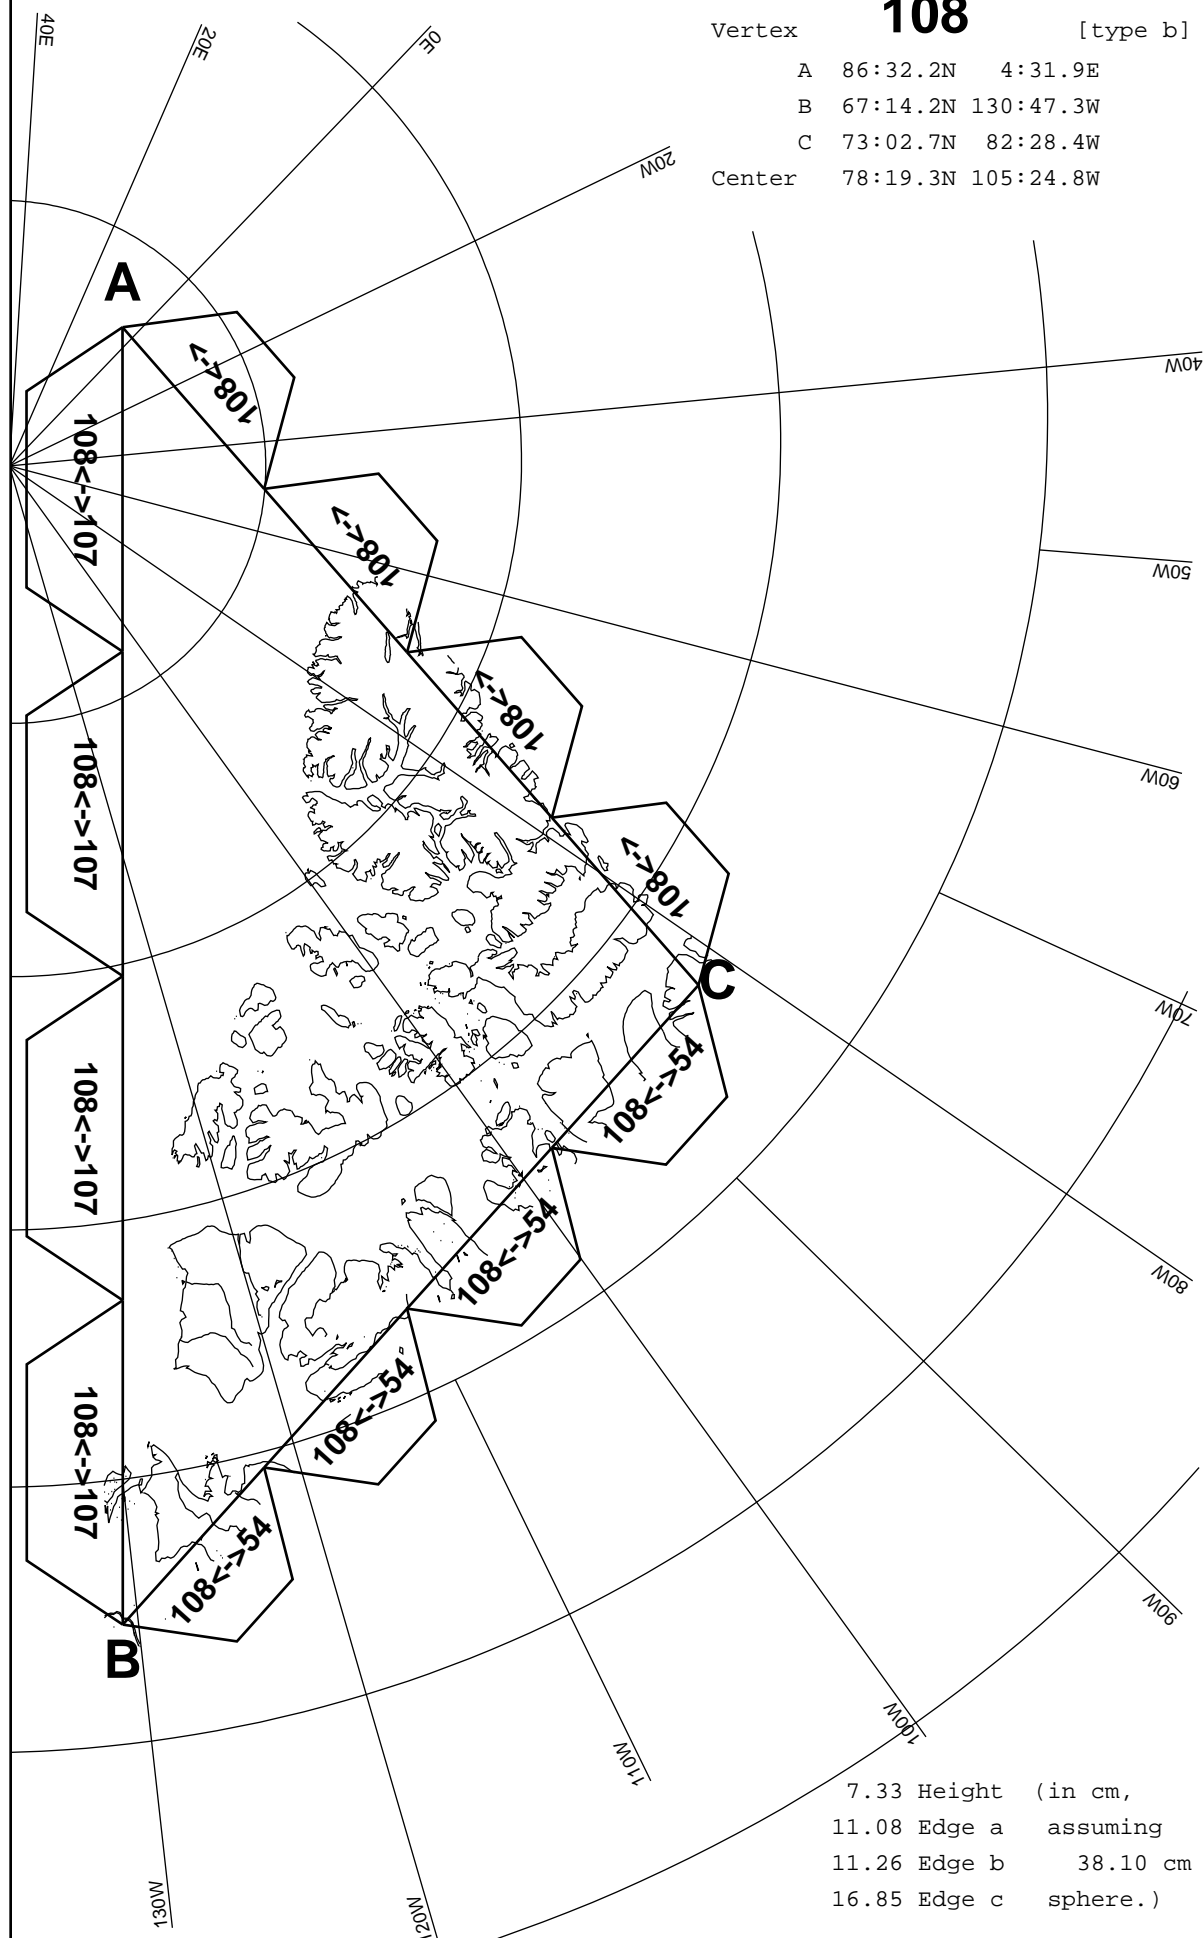 Vertex 108 [type b]
A 86:32.2N 4:31.9E
B 67:14.2N 130:47.3W
C 73:02.7N 82:28.4W
Center 78:19.3N 105:24.8W
40E
20E
0E
20W
40W
50W
60W
70W
80W
90W
100W
110W
120W
130W
A
108<->
108<->
108<->
108<->
C
108<->107
108<->107
108<->107
108<->107
108<->54
108<->54
108<->54
108<->54
B
7.33 Height (in cm,
11.08 Edge a assuming
11.26 Edge b 38.10 cm
16.85 Edge c sphere.)